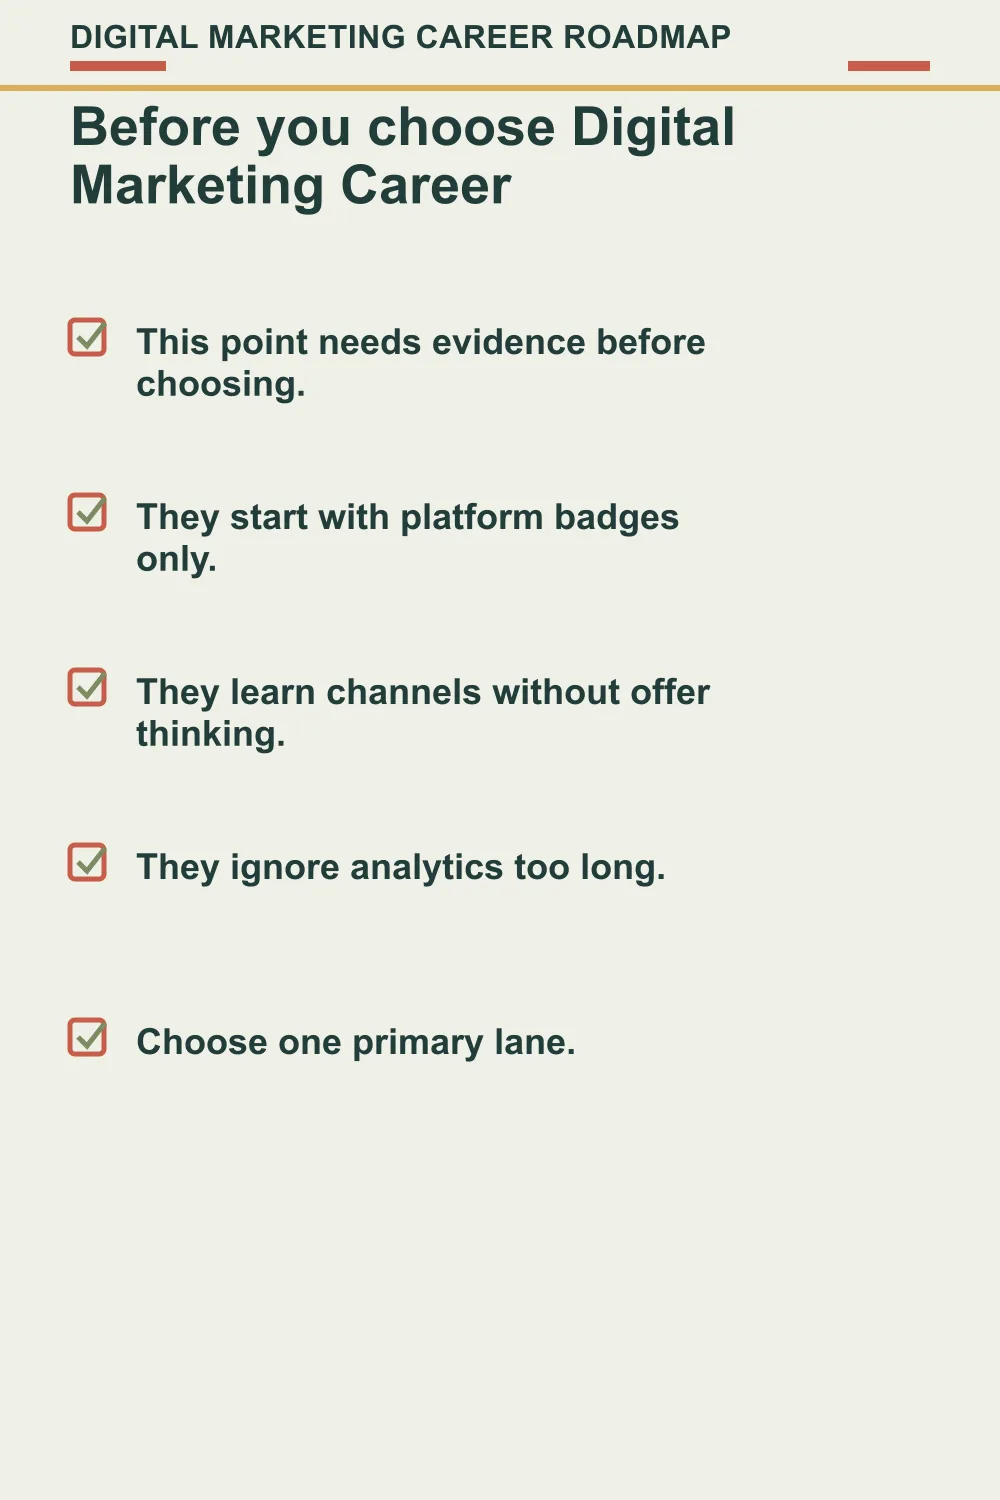 DIGITAL MARKETING CAREER ROADMAP
Before you choose Digital
Marketing Career
This point needs evidence before
choosing.
They start with platform badges
only.
They learn channels without offer
thinking.
They ignore analytics too long.
Choose one primary lane.